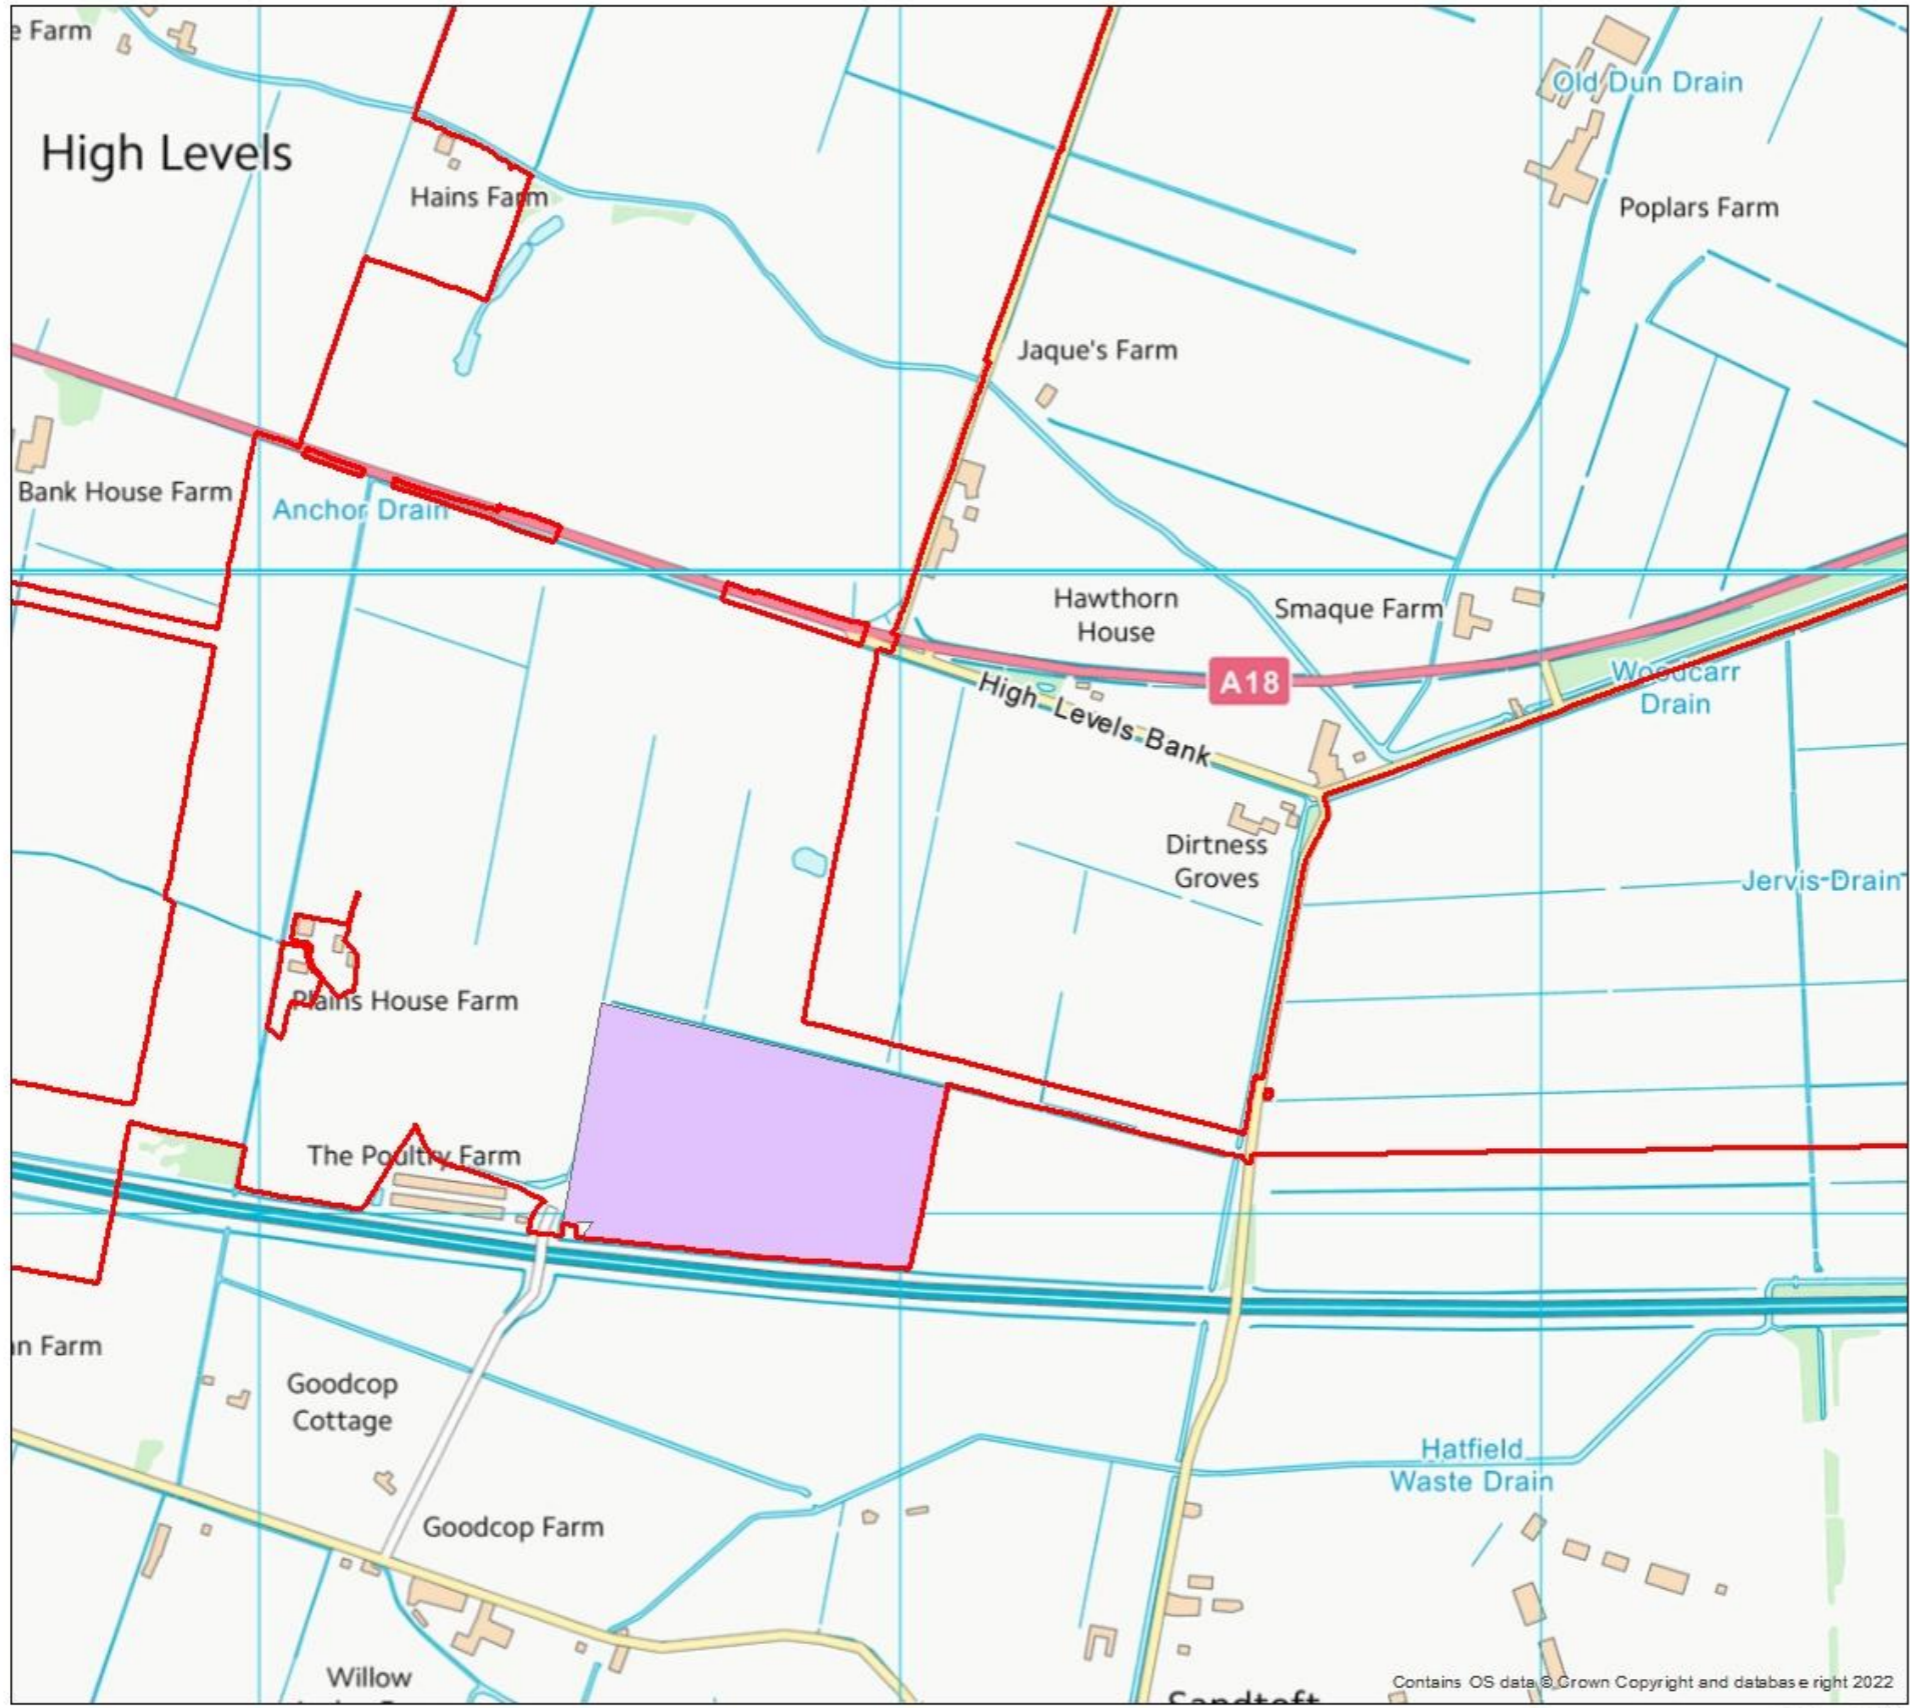 e Farm
Old Dun Drain
High Levels
Hains Farm
Poplars Farm
Jaque's Farm
Bank House Farm
Anchor Drain
Hawthorn
House
Smaque Farm
A18
Woodcarr
Drain
High Levels Bank
Dirtness
Groves
Jervis Drain
Plains House Farm
The Poultry Farm
n Farm
Goodcop
Cottage
Hatfield
Waste Drain
Goodcop Farm
Willow
Sandtoft
Contains OS data © Crown Copyright and database right 2022